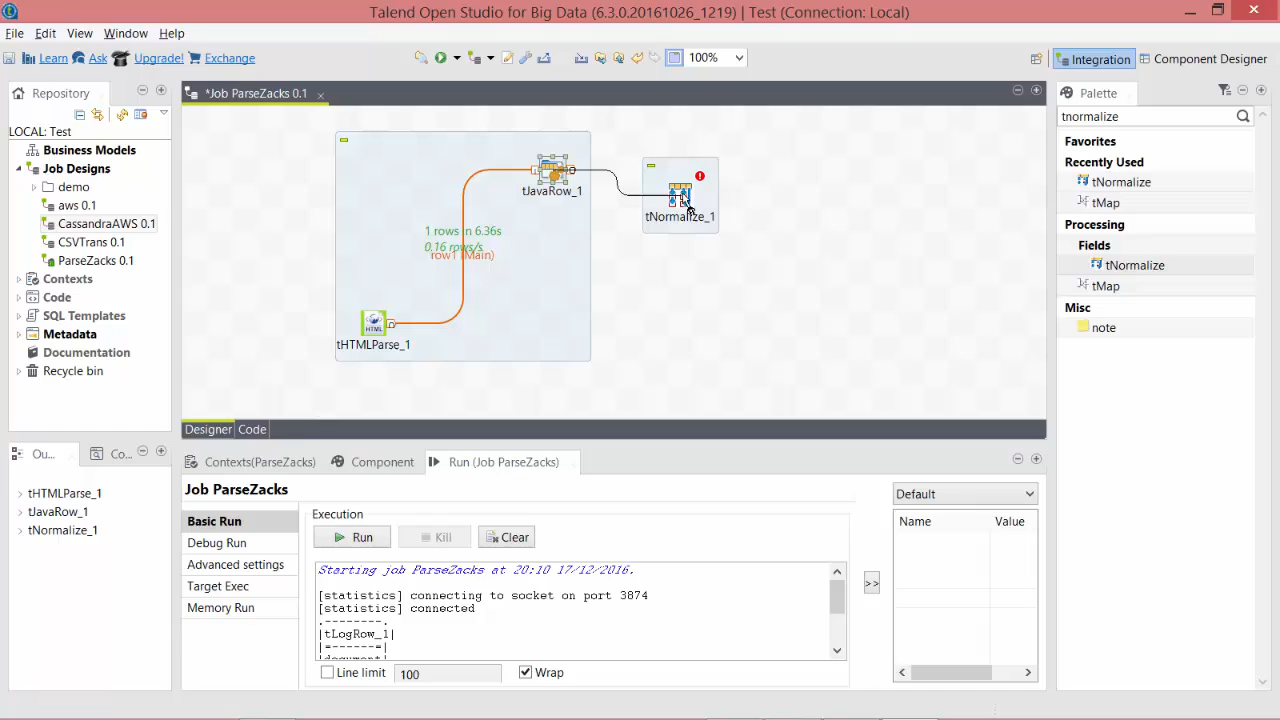 Talend Open Studio for Big Data (6.3.0.20161026_1219) | Test (Connection: Local)
File Edit View Window Help
Learn Ask Upgrade! Exchange 100% Integration Component Designer
Repository
LOCAL: Test
Business Models
Job Designs
demo
aws 0.1
CassandraAWS 0.1
CSVTrans 0.1
ParseZacks 0.1
Contexts
Code
SQL Templates
Metadata
Documentation
Recycle bin
*Job ParseZacks 0.1
tJavaRow_1
tNormalize_1
1 rows in 6.36s
0.16 rows/s
row1 (Main)
HTML
tHTMLParse_1
Designer Code
Palette
tnormalize
Favorites
Recently Used
tNormalize
tMap
Processing
Fields
tNormalize
tMap
Misc
note
Ou... Co...
tHTMLParse_1
tJavaRow_1
tNormalize_1
Contexts(ParseZacks) Component Run (Job ParseZacks)
Job ParseZacks
Basic Run
Debug Run
Advanced settings
Target Exec
Memory Run
Execution
Run Kill Clear
Starting job ParseZacks at 20:10 17/12/2016.
[statistics] connecting to socket on port 3874
[statistics] connected
.--------.
|tLogRow_1|
|=------=|
|document|
Line limit 100 Wrap
>>
Default
Name Value